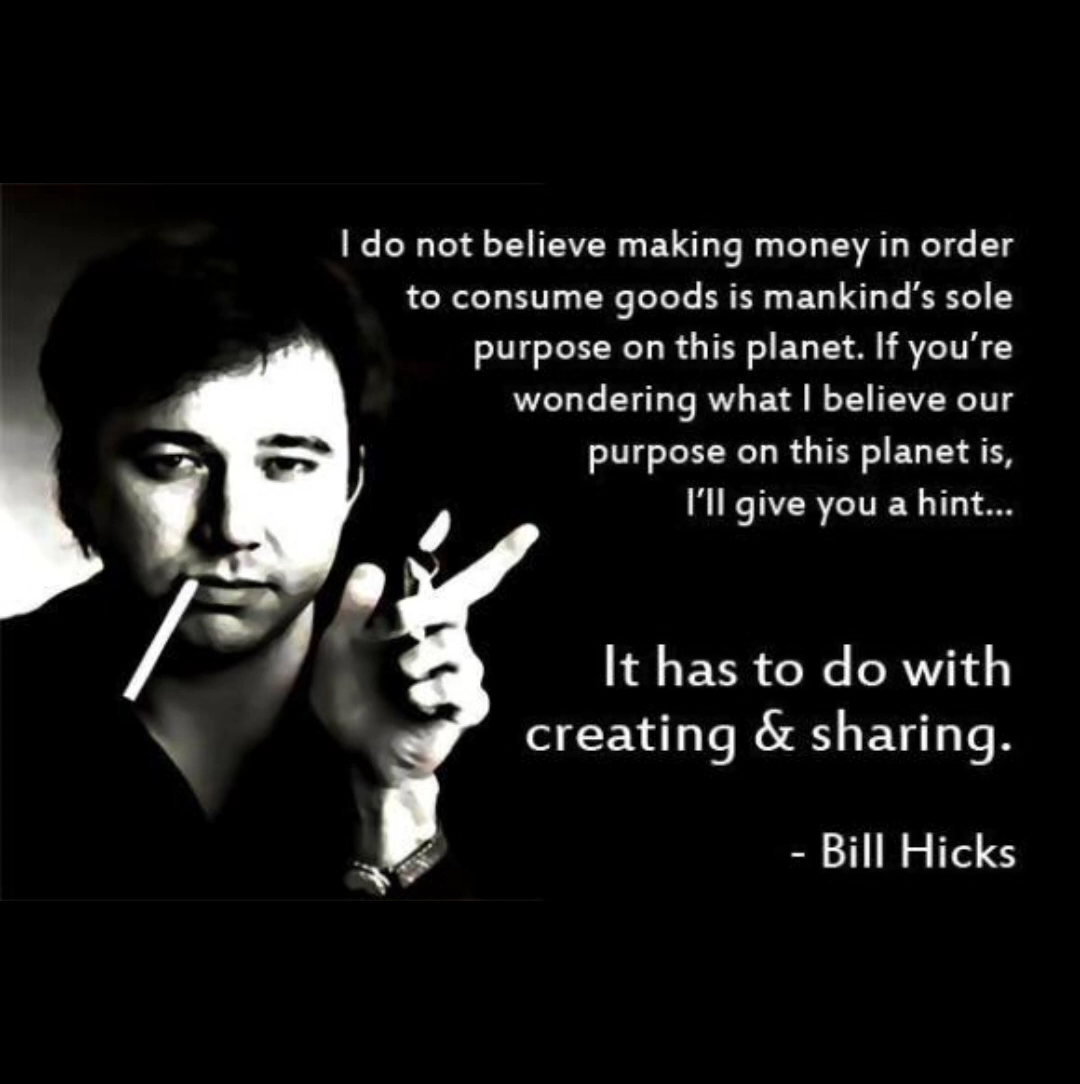 I do not believe making money in order
to consume goods is mankind's sole
purpose on this planet. If you're
wondering what I believe our
purpose on this planet is,
I'll give you a hint...
It has to do with
creating & sharing.
- Bill Hicks